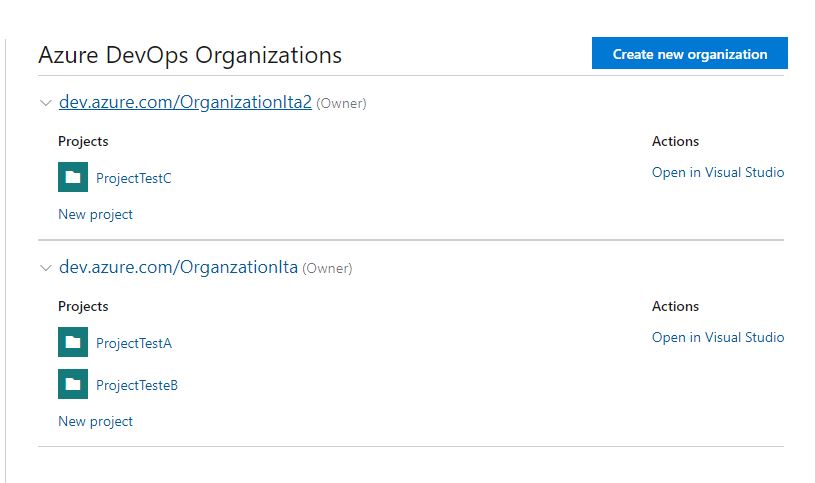 Azure DevOps Organizations
Create new organization
dev.azure.com/OrganizationIta2 (Owner)
Projects
Actions
ProjectTestC
Open in Visual Studio
New project
dev.azure.com/OrganzationIta (Owner)
Projects
Actions
ProjectTestA
Open in Visual Studio
ProjectTesteB
New project